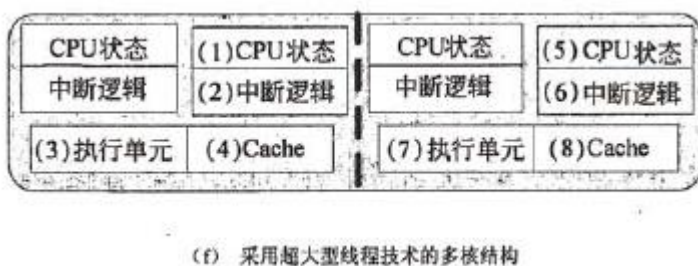 CPU状态 (1)CPU状态 CPU状态 (5)CPU状态
中断逻辑 (2)中断逻辑 中断逻辑 (6)中断逻辑
(3)执行单元 (4)Cache (7)执行单元 (8)Cache
(f) 采用超大型线程技术的多核结构